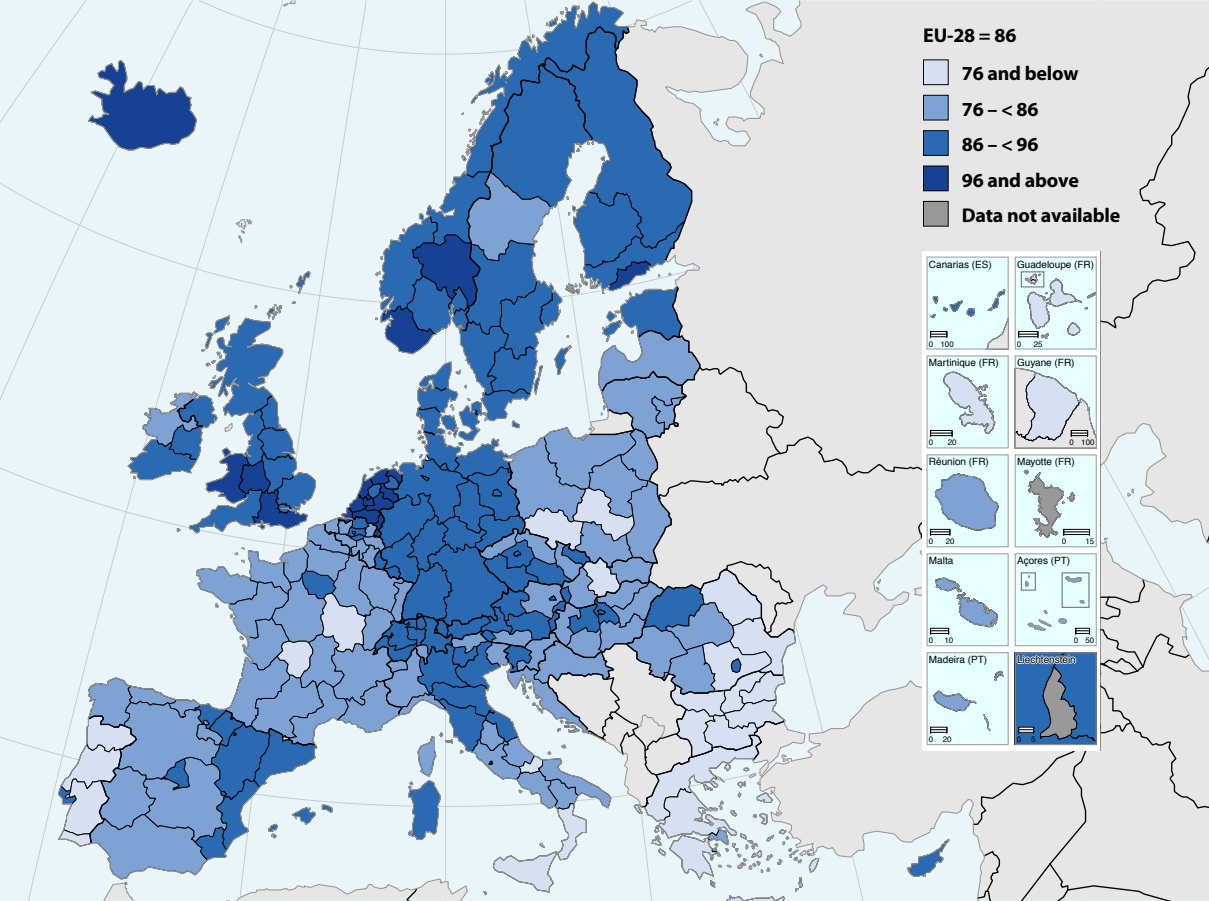 EU-28 = 86
76 and below
76 – < 86
86 – < 96
96 and above
Data not available
Canarias (ES)
0 100
Guadeloupe (FR)
0 25
Martinique (FR)
0 20
Guyane (FR)
0 100
Réunion (FR)
0 20
Mayotte (FR)
0 15
Malta
0 10
Açores (PT)
0 50
Madeira (PT)
0 20
Liechtenstein
0 5